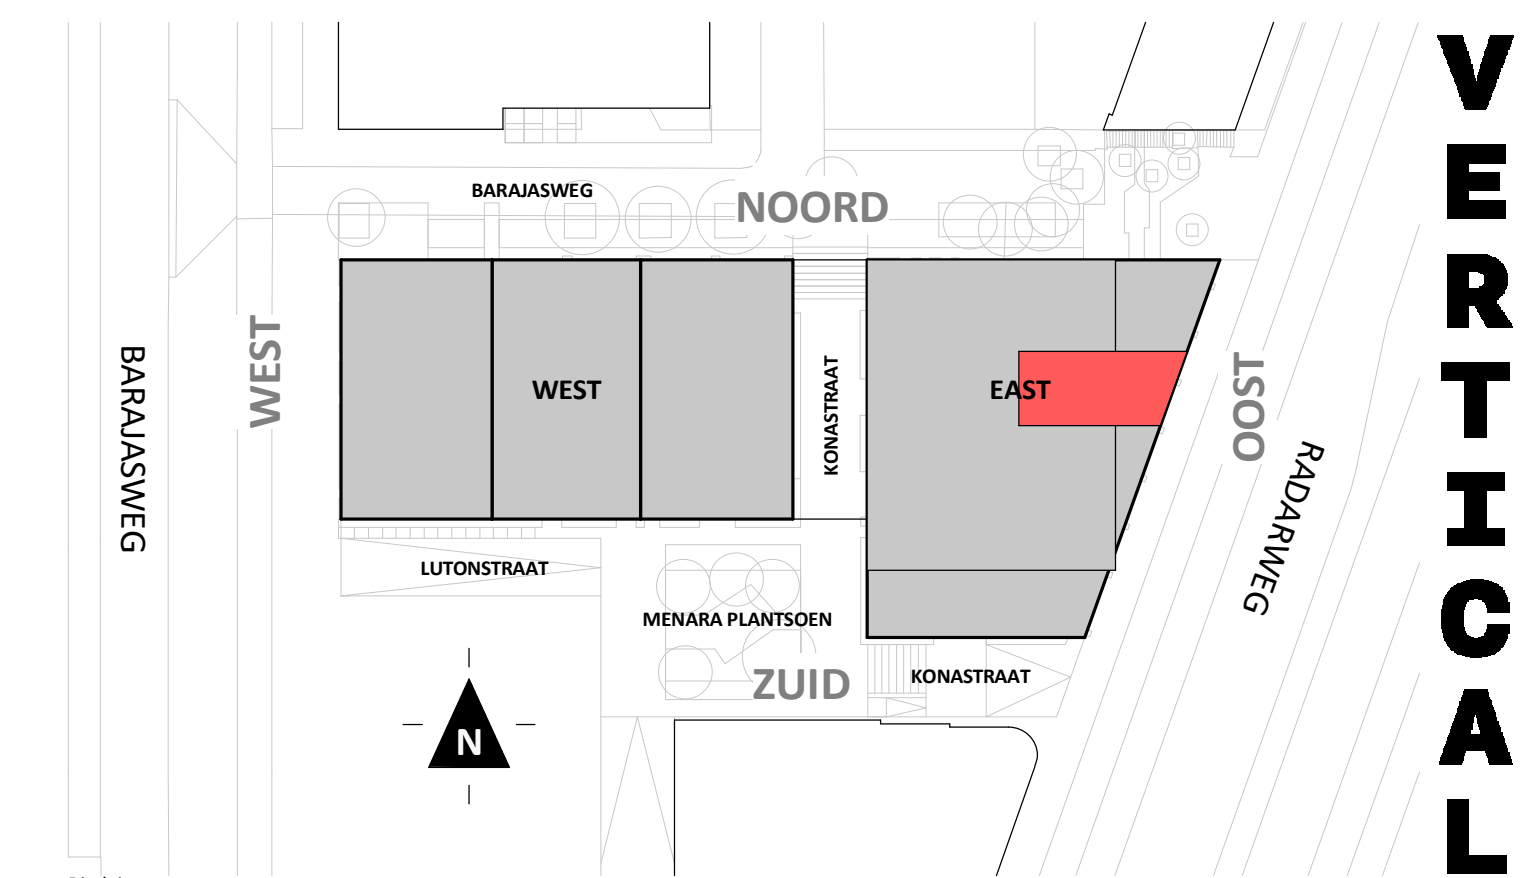 BARAJASWEG
NOORD
WEST
BARAJASWEG
WEST
KONASTRAAT
EAST
OOST
RADARWEG
LUTONSTRAAT
MENARA PLANTSOEN
ZUID
KONASTRAAT
N
VERTICAL